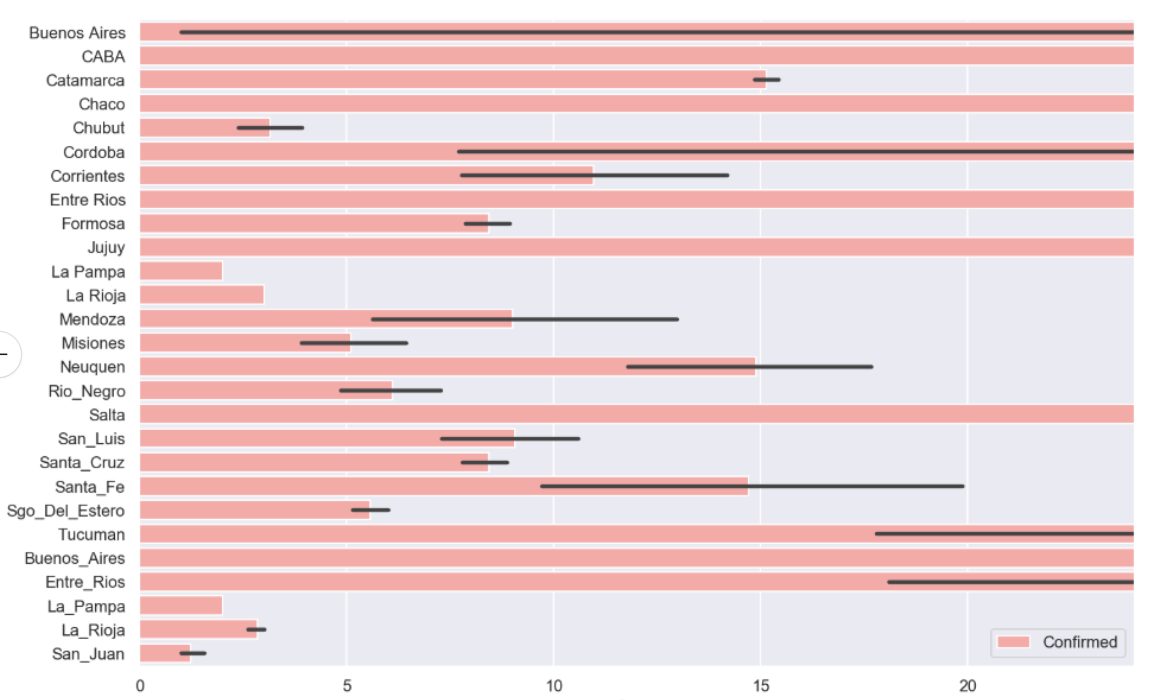 Buenos Aires
CABA
Catamarca
Chaco
Chubut
Cordoba
Corrientes
Entre Rios
Formosa
Jujuy
La Pampa
La Rioja
Mendoza
Misiones
Neuquen
Rio_Negro
Salta
San_Luis
Santa_Cruz
Santa_Fe
Sgo_Del_Estero
Tucuman
Buenos_Aires
Entre_Rios
La_Pampa
La_Rioja
San_Juan
Confirmed
0 5 10 15 20